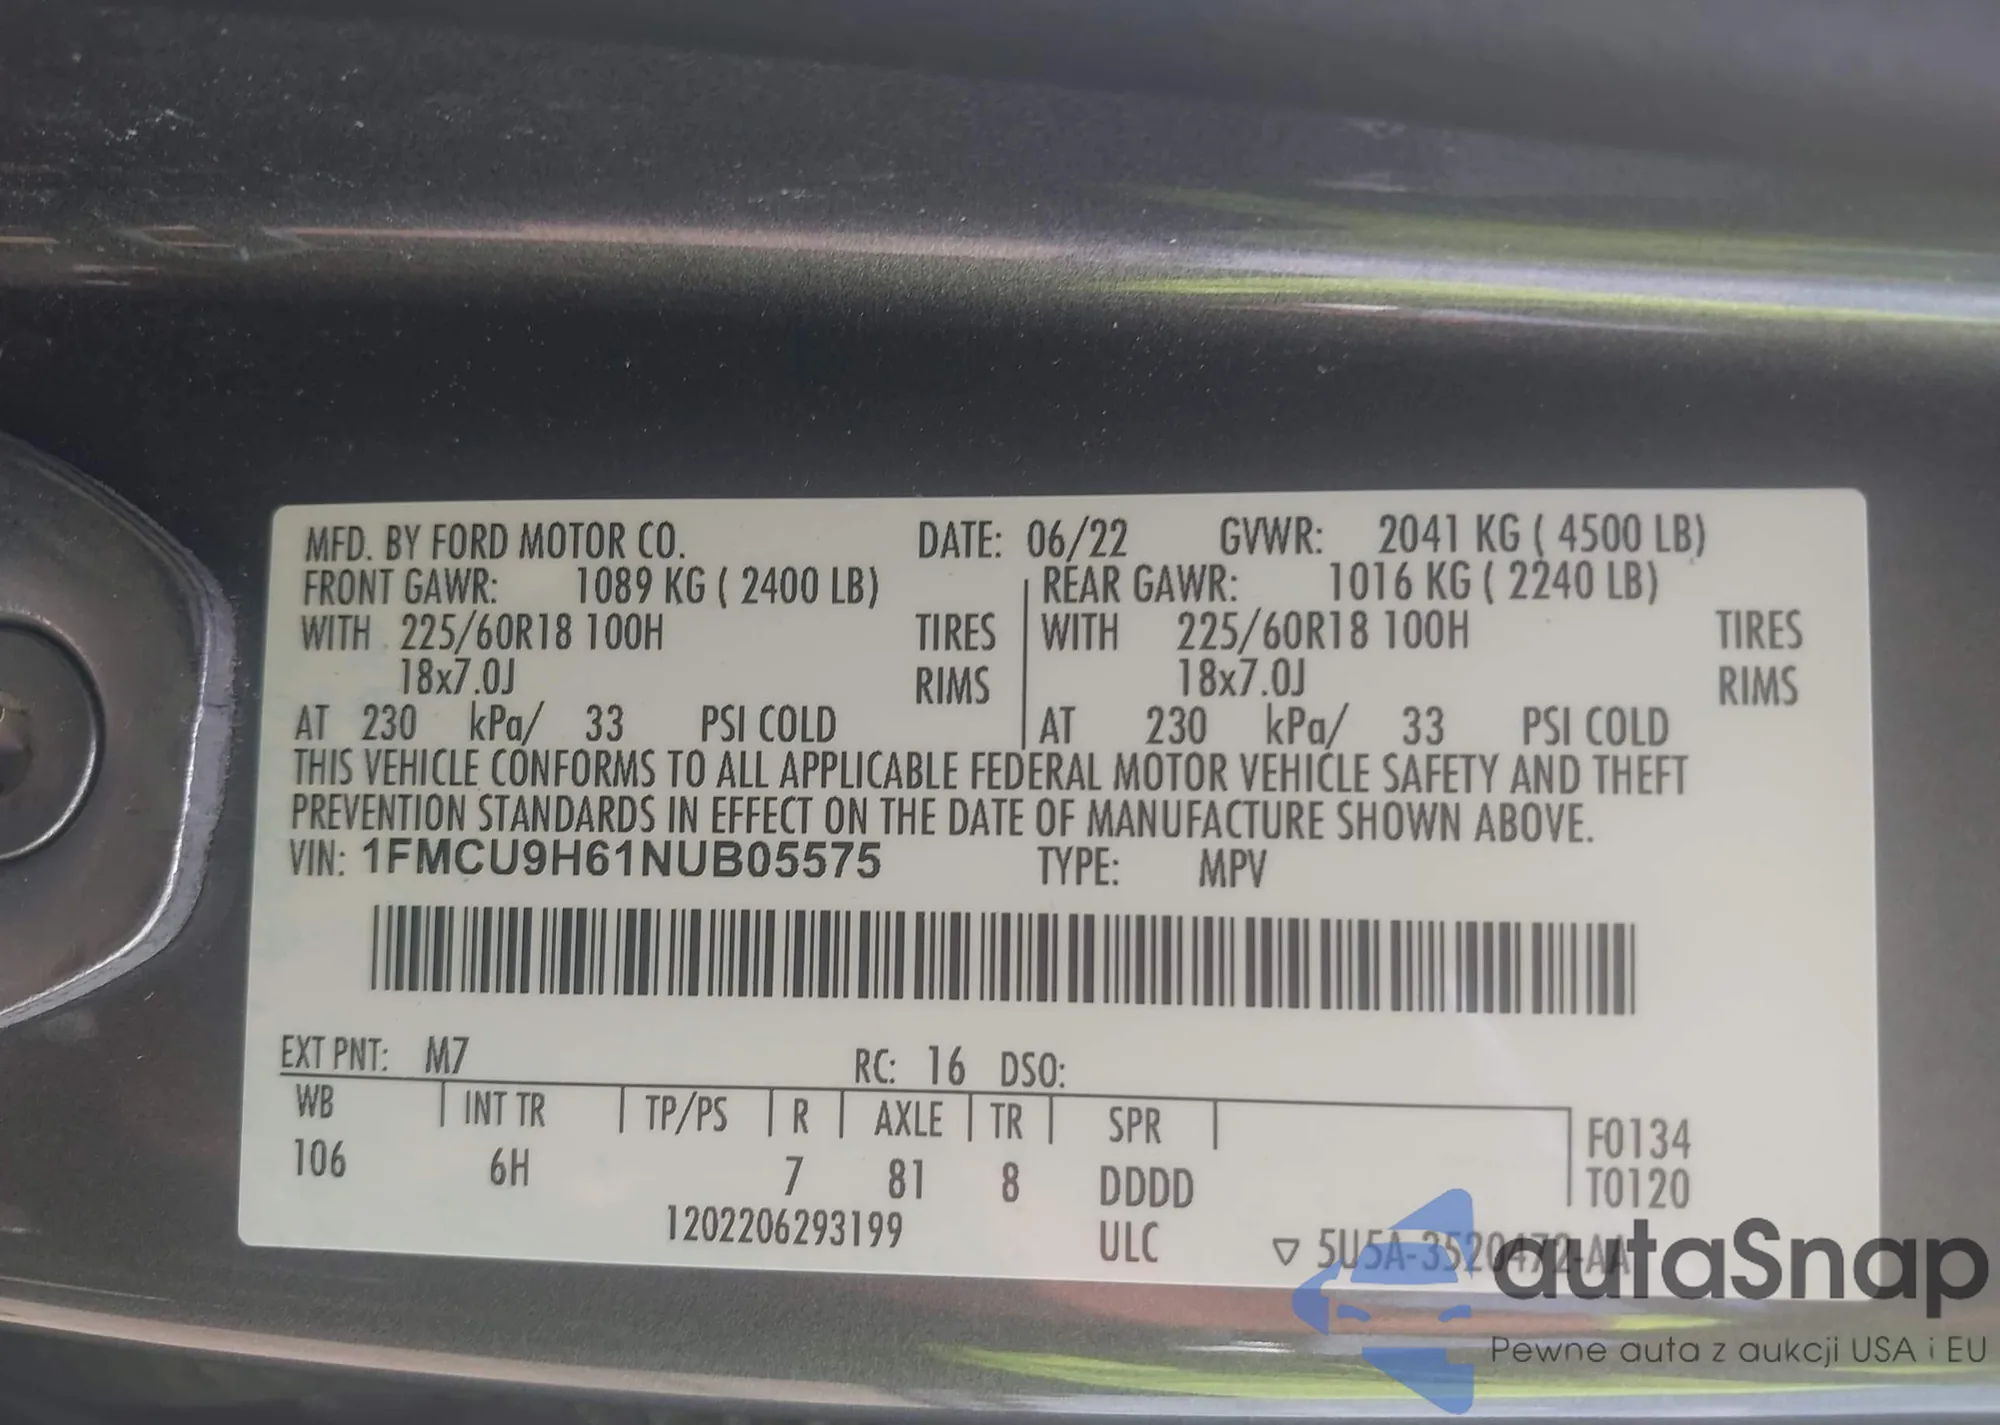 MFD. BY FORD MOTOR CO. DATE: 06/22 GVWR: 2041 KG ( 4500 LB)
FRONT GAWR: 1089 KG ( 2400 LB) REAR GAWR: 1016 KG ( 2240 LB)
WITH 225/60R18 100H TIRES WITH 225/60R18 100H TIRES
18x7.0J RIMS 18x7.0J RIMS
AT 230 kPa/ 33 PSI COLD AT 230 kPa/ 33 PSI COLD
THIS VEHICLE CONFORMS TO ALL APPLICABLE FEDERAL MOTOR VEHICLE SAFETY AND THEFT
PREVENTION STANDARDS IN EFFECT ON THE DATE OF MANUFACTURE SHOWN ABOVE.
VIN: 1FMCU9H61NUB05575 TYPE: MPV
EXT PNT: M7 RC: 16 DSO:
WB INT TR TP/PS R AXLE TR SPR F0134
106 6H 7 81 8 DDDD T0120
1202206293199 ULC ▽ 5U5A-3520472-AA
autaSnap
Pewne auta z aukcji USA i EU